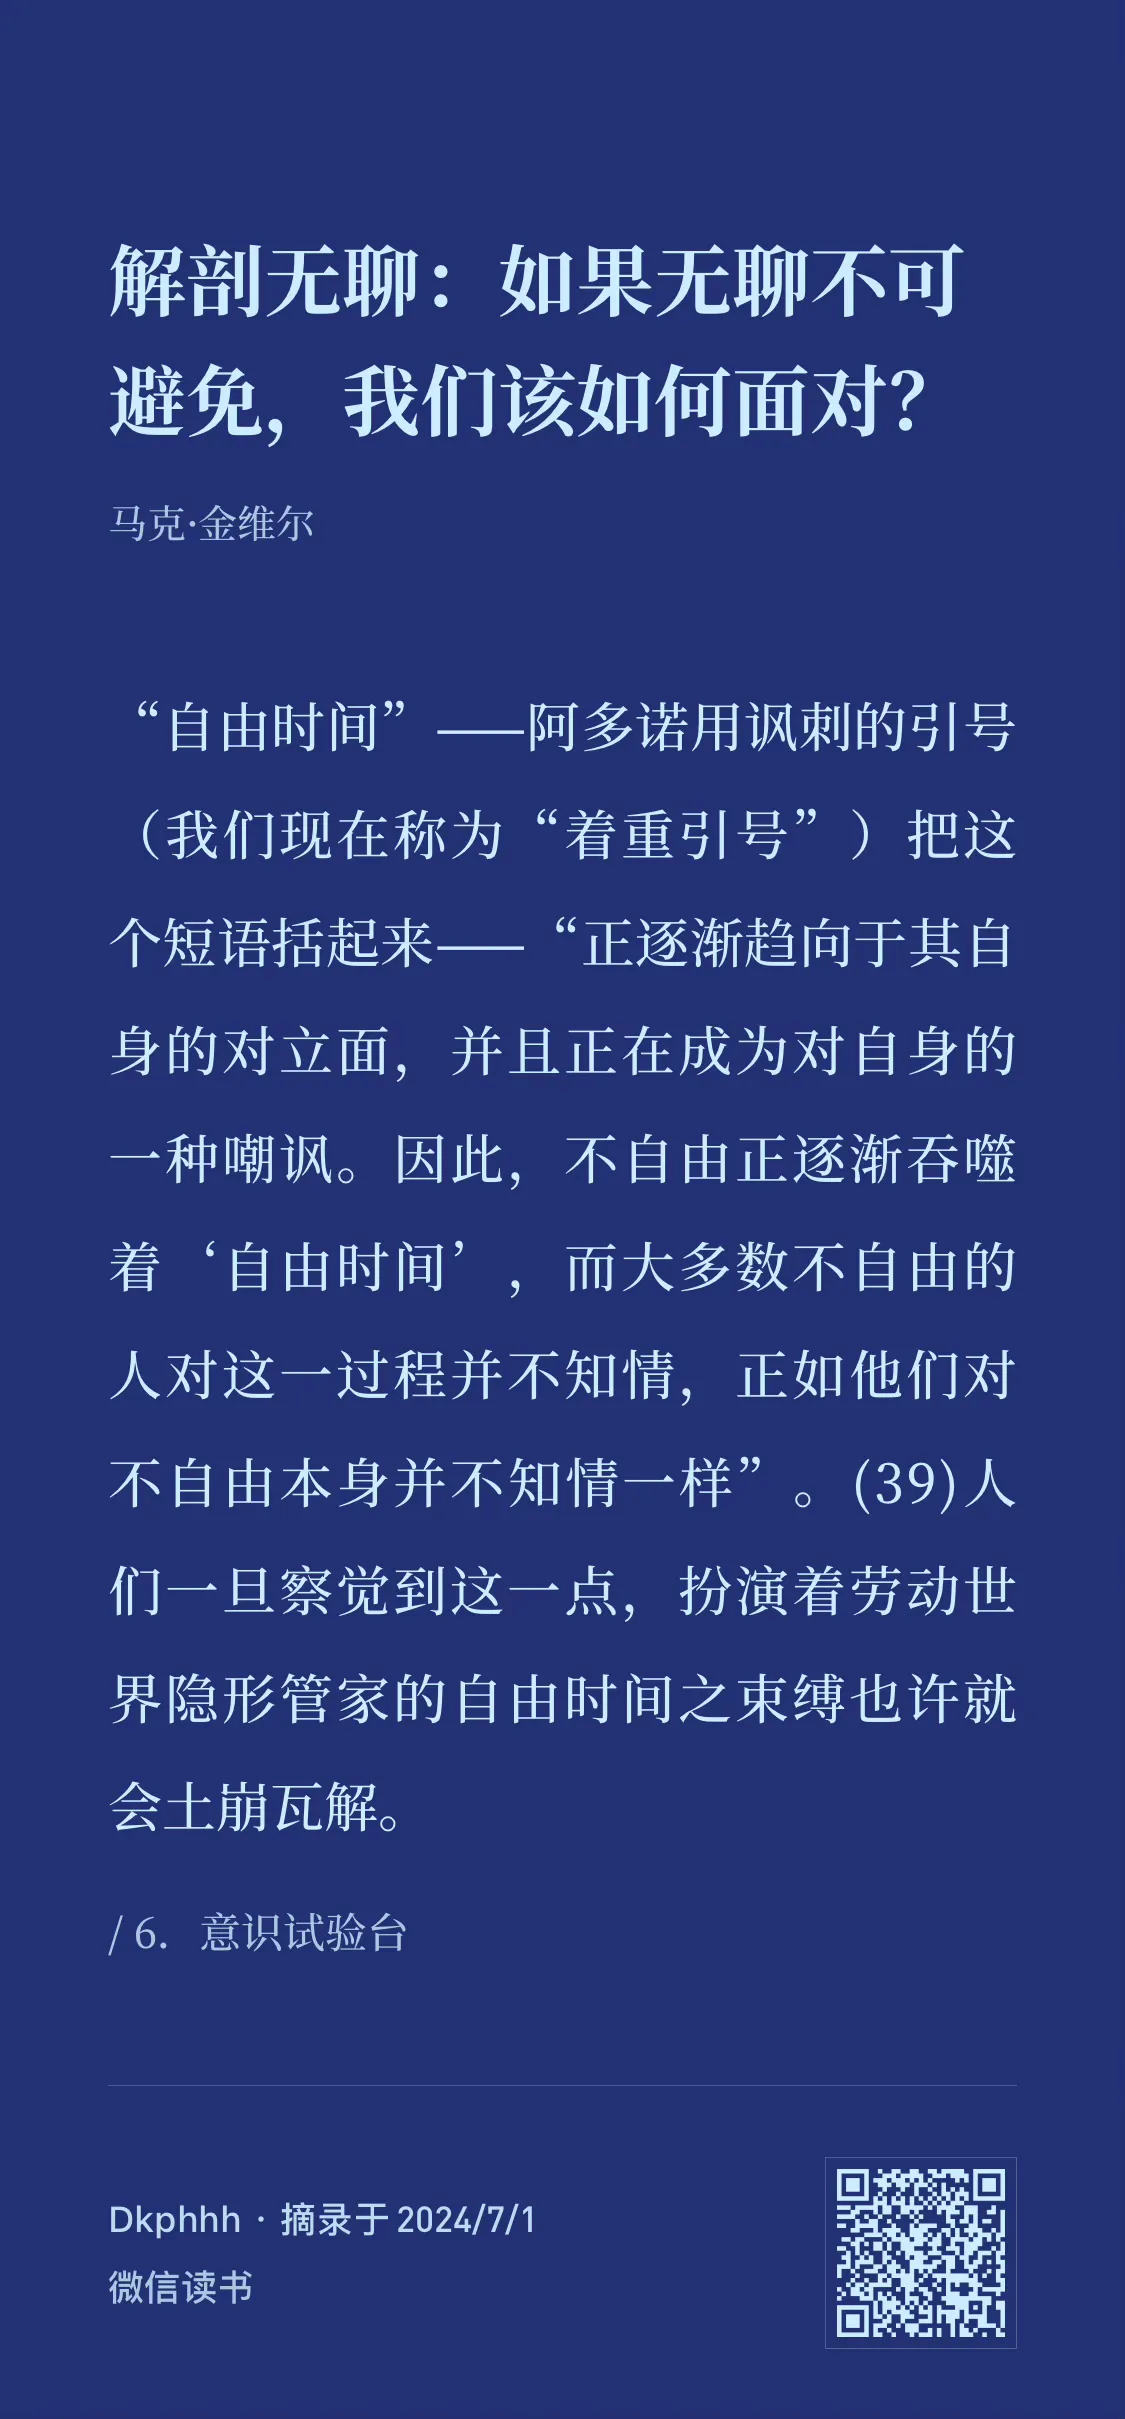 解剖无聊：如果无聊不可
避免，我们该如何面对？
马克·金维尔
“自由时间”——阿多诺用讽刺的引号
（我们现在称为“着重引号”）把这
个短语括起来——“正逐渐趋向于其自
身的对立面，并且正在成为对自身的
一种嘲讽。因此，不自由正逐渐吞噬
着‘自由时间’，而大多数不自由的
人对这一过程并不知情，正如他们对
不自由本身并不知情一样”。(39)人
们一旦察觉到这一点，扮演着劳动世
界隐形管家的自由时间之束缚也许就
会土崩瓦解。
/ 6. 意识试验台
Dkphhh · 摘录于 2024/7/1
微信读书